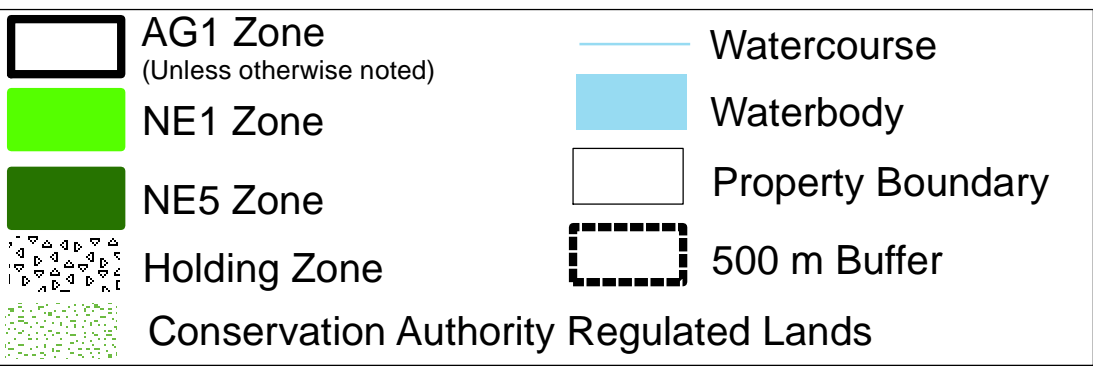 AG1 Zone
(Unless otherwise noted)
NE1 Zone
NE5 Zone
Holding Zone
Conservation Authority Regulated Lands
Watercourse
Waterbody
Property Boundary
500 m Buffer